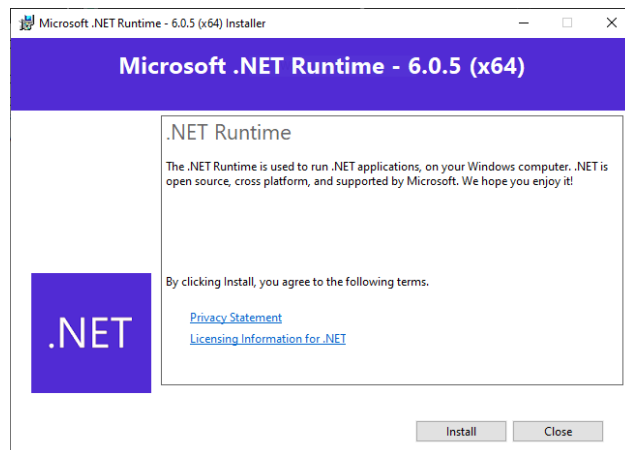 Microsoft .NET Runtime - 6.0.5 (x64) Installer
Microsoft .NET Runtime - 6.0.5 (x64)
.NET Runtime
The .NET Runtime is used to run .NET applications, on your Windows computer. .NET is
open source, cross platform, and supported by Microsoft. We hope you enjoy it!
By clicking Install, you agree to the following terms.
Privacy Statement
Licensing Information for .NET
.NET
Install
Close